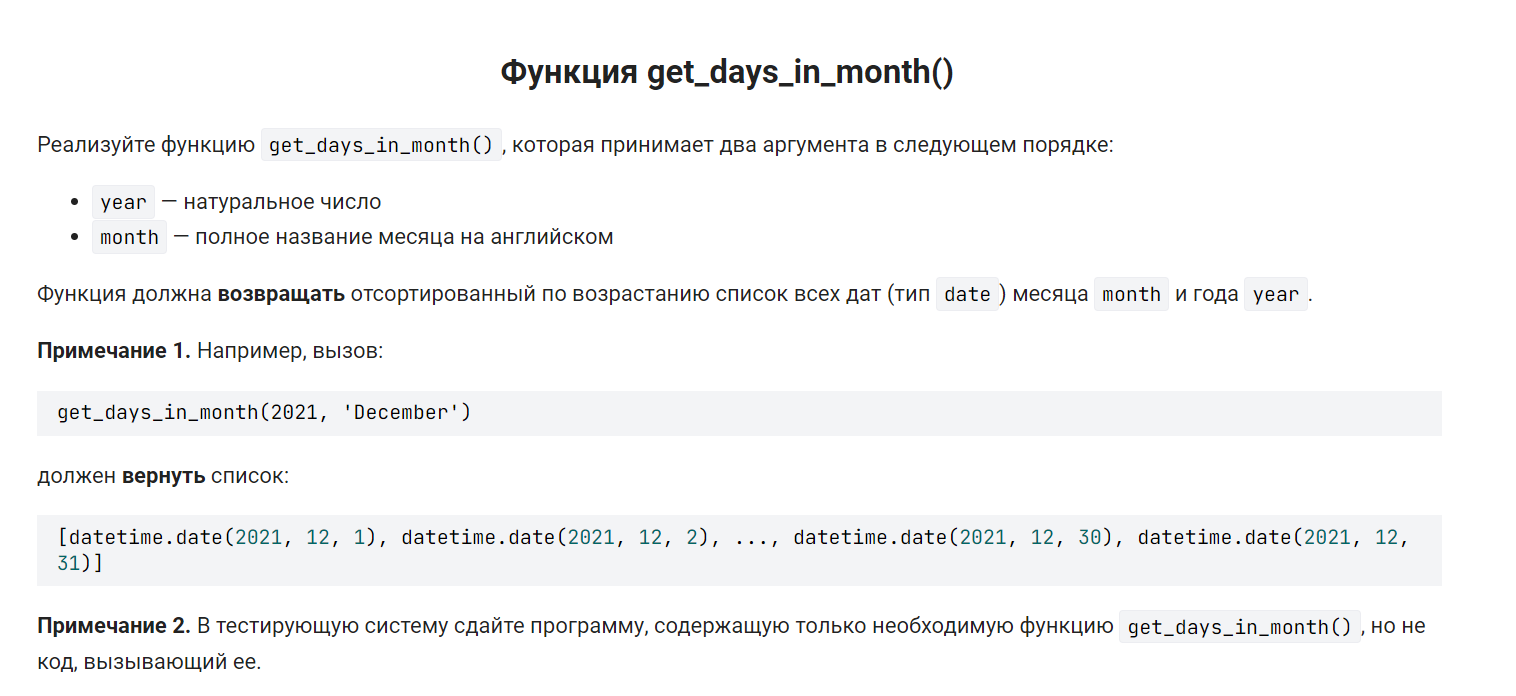 Функция get_days_in_month()
Реализуйте функцию get_days_in_month(), которая принимает два аргумента в следующем порядке:
• year — натуральное число
• month — полное название месяца на английском
Функция должна возвращать отсортированный по возрастанию список всех дат (тип date) месяца month и года year.
Примечание 1. Например, вызов:
get_days_in_month(2021, 'December')
должен вернуть список:
[datetime.date(2021, 12, 1), datetime.date(2021, 12, 2), ..., datetime.date(2021, 12, 30), datetime.date(2021, 12,
31)]
Примечание 2. В тестирующую систему сдайте программу, содержащую только необходимую функцию get_days_in_month(), но не
код, вызывающий ее.